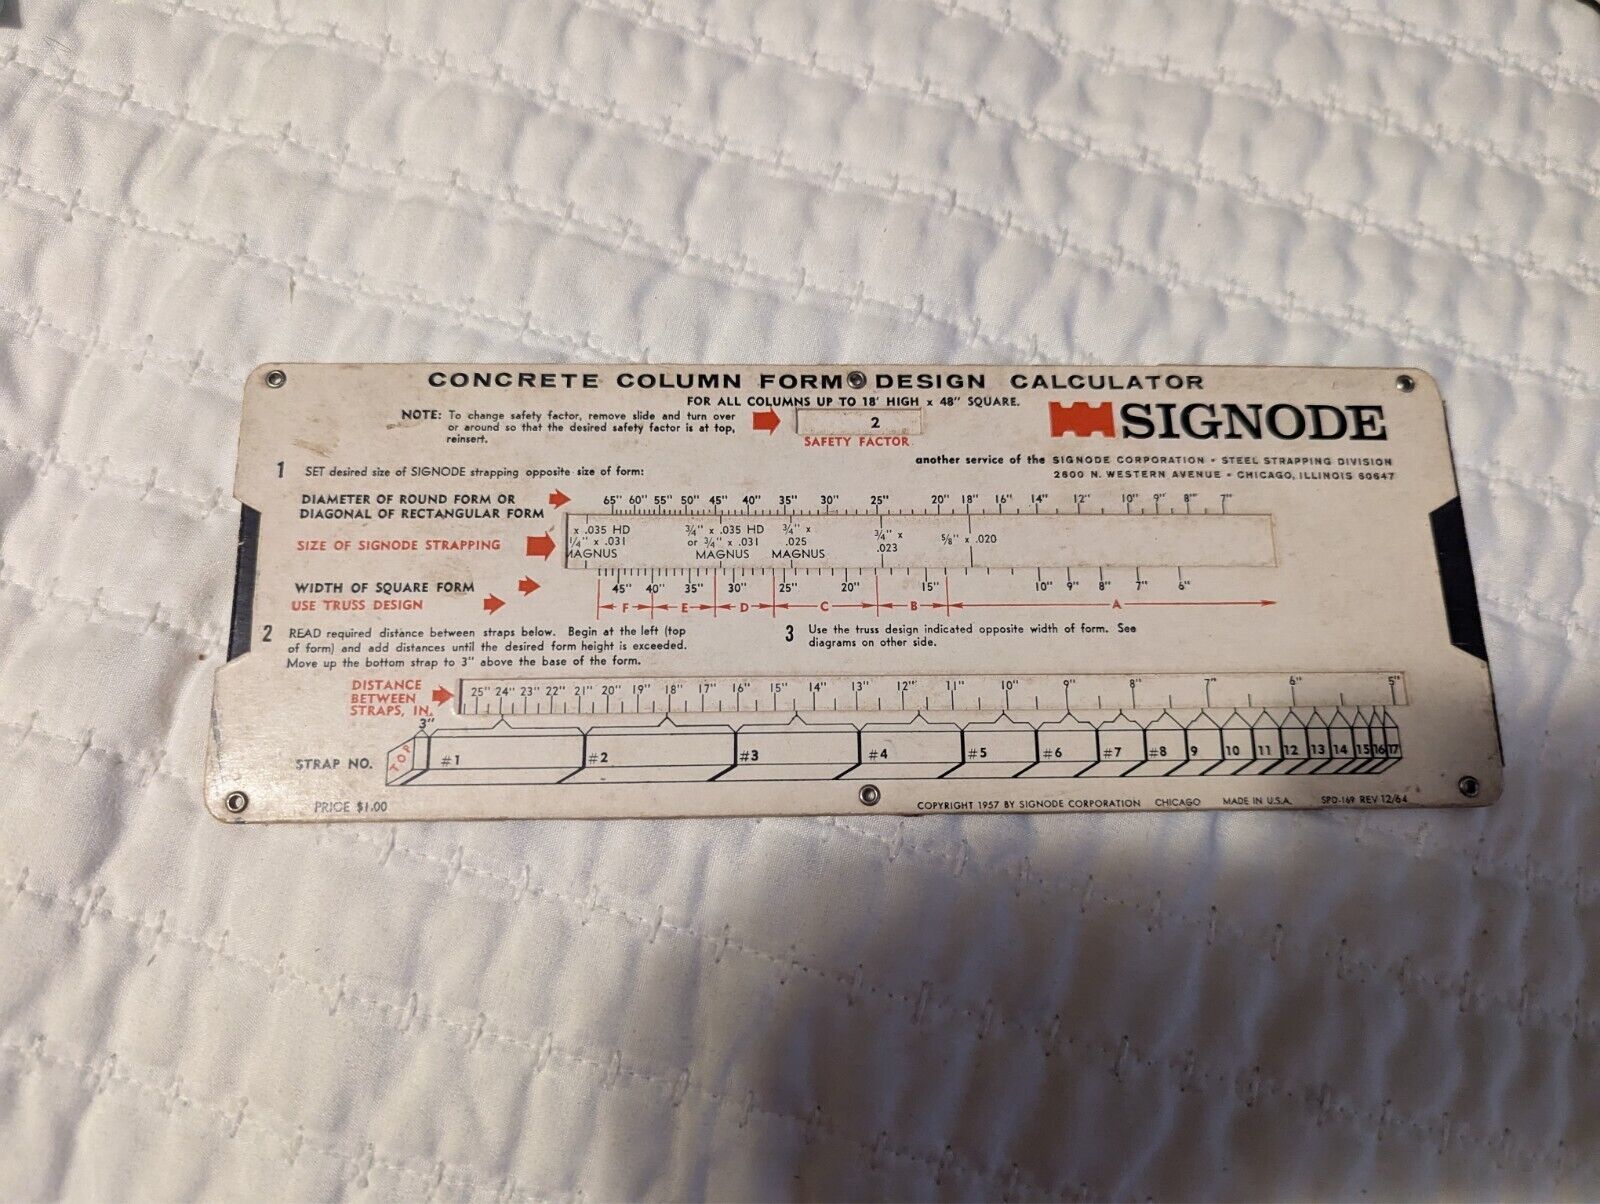 CONCRETE COLUMN FORM DESIGN CALCULATOR
FOR ALL COLUMNS UP TO 18' HIGH x 48" SQUARE.
NOTE: To change safety factor, remove slide and turn over
or around so that the desired safety factor is at top,
reinsert.
2
SAFETY FACTOR
SIGNODE
another service of the SIGNODE CORPORATION • STEEL STRAPPING DIVISION
2600 N. WESTERN AVENUE • CHICAGO, ILLINOIS 60647
1 SET desired size of SIGNODE strapping opposite size of form:
DIAMETER OF ROUND FORM OR
DIAGONAL OF RECTANGULAR FORM
65" 60" 55" 50" 45" 40" 35" 30" 25" 20" 18" 16" 14" 12" 10" 9" 8" 7"
SIZE OF SIGNODE STRAPPING
x .035 HD
1/4" x .031
MAGNUS
3/4" x .035 HD
or 3/4" x .031
MAGNUS
3/4" x
.025
MAGNUS
3/4" x
.023
5/8" x .020
WIDTH OF SQUARE FORM
45" 40" 35" 30" 25" 20" 15" 10" 9" 8" 7" 6"
USE TRUSS DESIGN
F E D C B A
2 READ required distance between straps below. Begin at the left (top
of form) and add distances until the desired form height is exceeded.
Move up the bottom strap to 3" above the base of the form.
3 Use the truss design indicated opposite width of form. See
diagrams on other side.
DISTANCE
BETWEEN
STRAPS, IN.
25" 24" 23" 22" 21" 20" 19" 18" 17" 16" 15" 14" 13" 12" 11" 10" 9" 8" 7" 6" 5"
3"
STRAP NO.
TOP #1 #2 #3 #4 #5 #6 #7 #8 9 10 11 12 13 14 15 16 17
PRICE $1.00
COPYRIGHT 1957 BY SIGNODE CORPORATION CHICAGO MADE IN U.S.A. SPD-169 REV 12/64